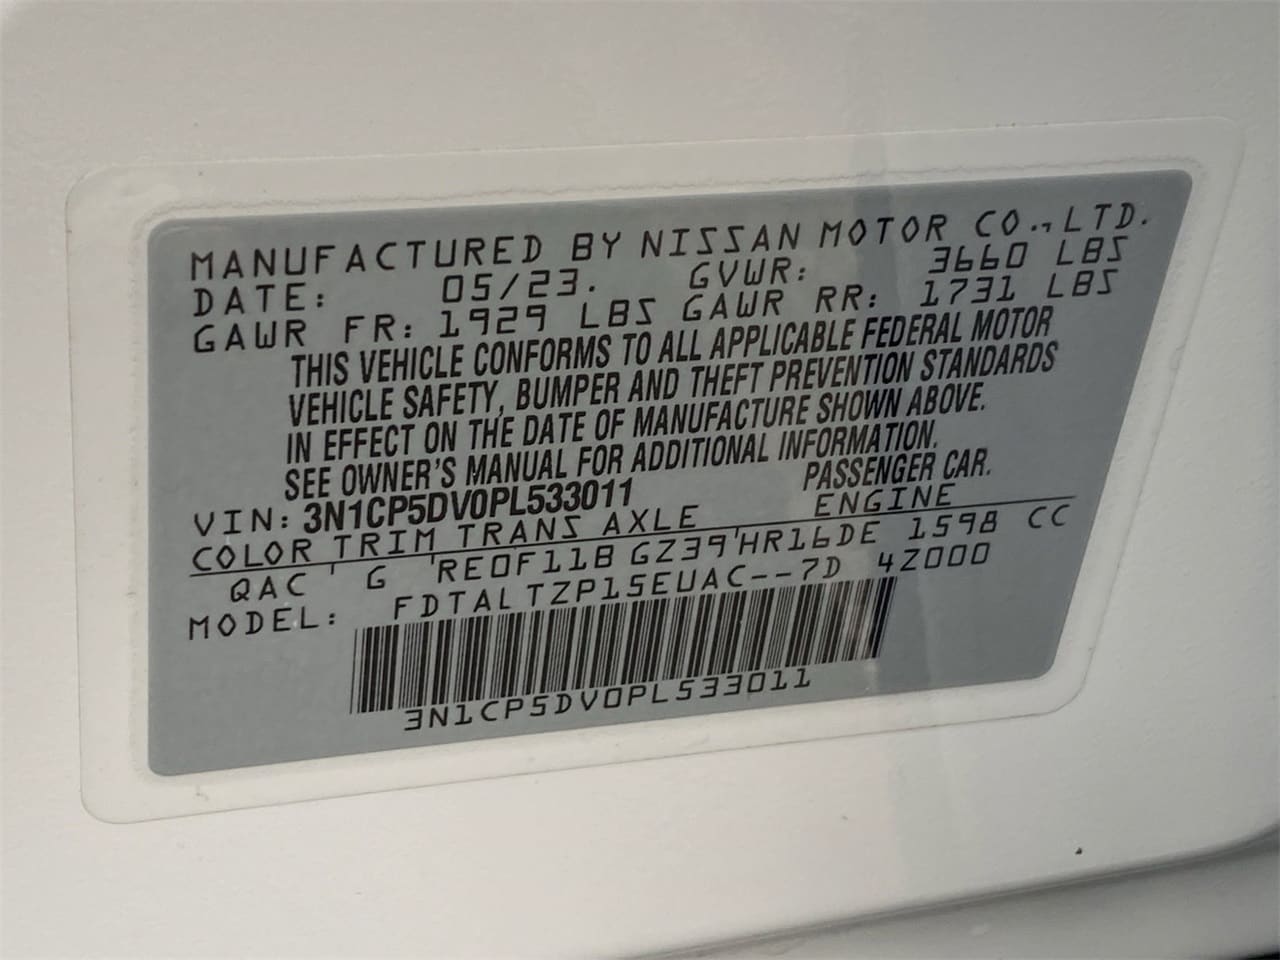 MANUFACTURED BY NISSAN MOTOR CO., LTD.
DATE: 05/23. GVWR: 3660 LBS
GAWR FR: 1929 LBS GAWR RR: 1731 LBS
THIS VEHICLE CONFORMS TO ALL APPLICABLE FEDERAL MOTOR
VEHICLE SAFETY, BUMPER AND THEFT PREVENTION STANDARDS
IN EFFECT ON THE DATE OF MANUFACTURE SHOWN ABOVE.
SEE OWNER'S MANUAL FOR ADDITIONAL INFORMATION.
VIN: 3N1CP5DV0PL533011 PASSENGER CAR.
COLOR TRIM TRANS AXLE ENGINE
QAC ' G ' RE0F11B GZ39 ' HR16DE 1598 CC
MODEL: FDTALTZP15EUAC--7D 4Z000
3N1CP5DV0PL533011